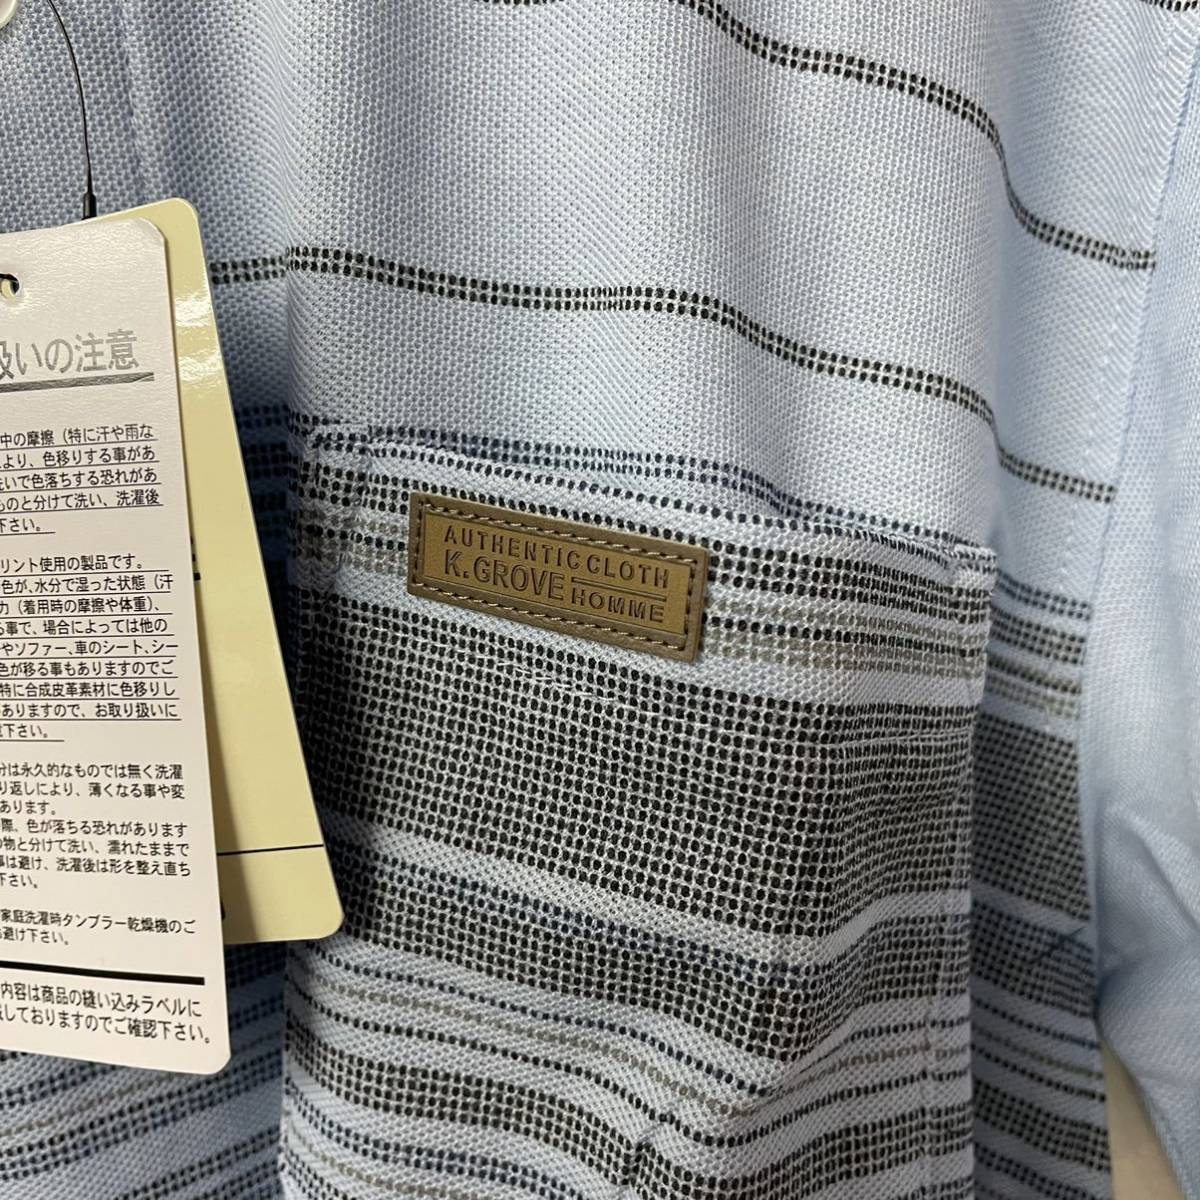 扱いの注意
中の摩擦（特に汗や雨な
より、色移りする事があ
洗いで色落ちする恐れがあ
ものと分けて洗い、洗濯後
下さい。
リント使用の製品です。
色が、水分で湿った状態（汗
力（着用時の摩擦や体重）、
る事で、場合によっては他の
やソファー、車のシート、シー
色が移る事もありますのでご
特に合成皮革素材に色移りし
ありますので、お取り扱いに
下さい。
分は永久的なものでは無く洗濯
り返しにより、薄くなる事や変
あります。
際、色が落ちる恐れがあります
の物と分けて洗い、濡れたままで
事は避け、洗濯後は形を整え直ち
下さい。
家庭洗濯時タンブラー乾燥機のご
避け下さい。
内容は商品の縫い込みラベルに
しておりますのでご確認下さい。
AUTHENTIC CLOTH
K.GROVE HOMME